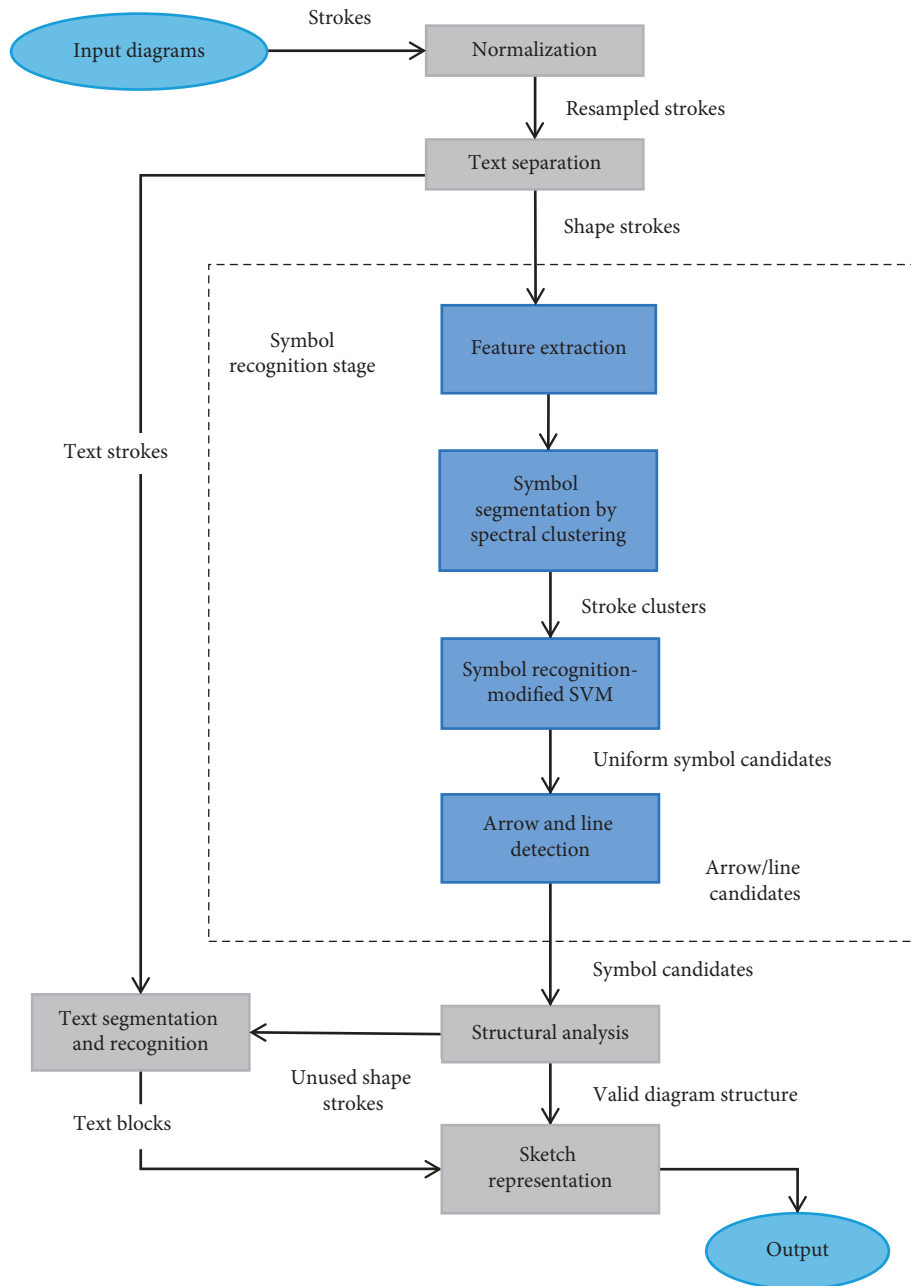 Strokes
Input diagrams
Normalization
Resampled strokes
Text separation
Shape strokes
Symbol
recognition stage
Feature extraction
Text strokes
Symbol
segmentation by
spectral clustering
Stroke clusters
Symbol recognition-
modified SVM
Uniform symbol candidates
Arrow and line
detection
Arrow/line
candidates
Symbol candidates
Text segmentation
and recognition
Structural analysis
Unused shape
strokes
Valid diagram structure
Text blocks
Sketch
representation
Output